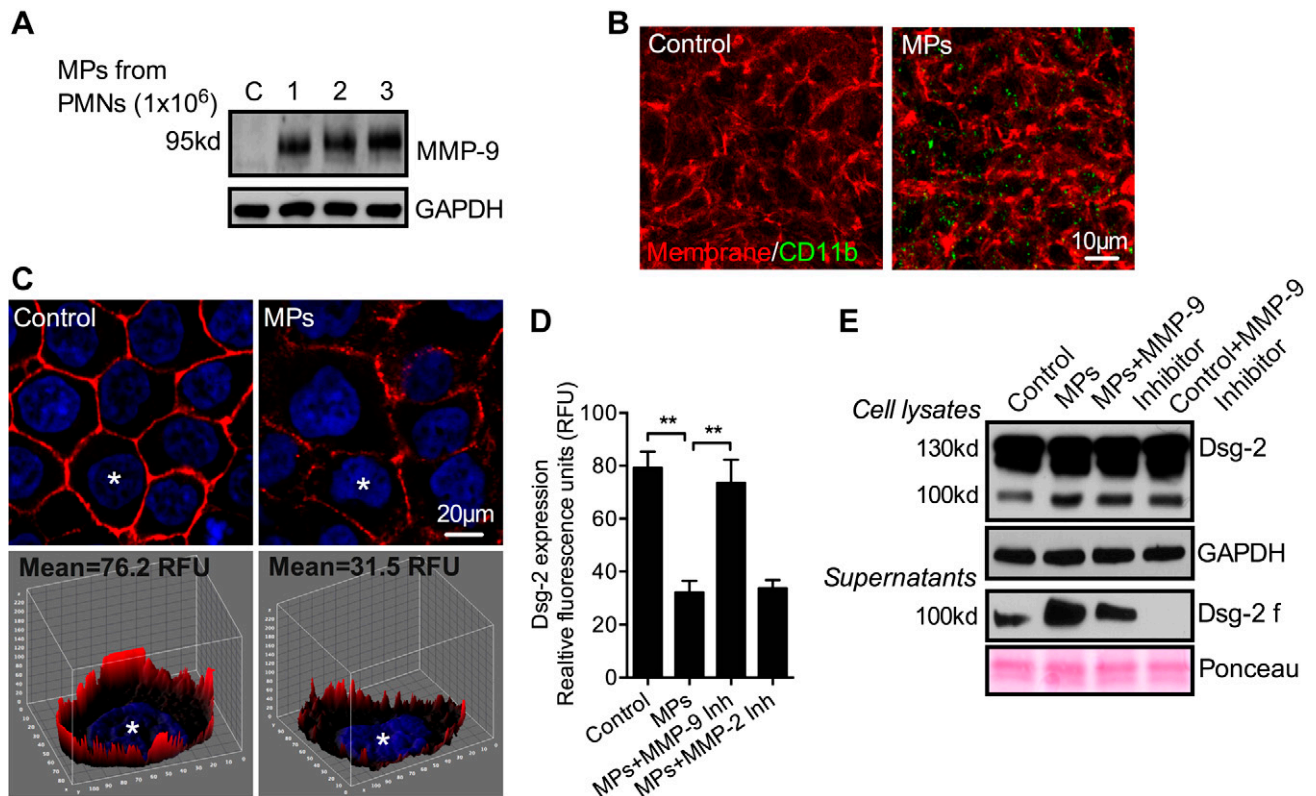 A
MPs from
PMNs (1x10⁶)
C 1 2 3
95kd
MMP-9
GAPDH
B
Control
MPs
Membrane/CD11b
10µm
C
Control
MPs
*
*
20µm
Mean=76.2 RFU
Mean=31.5 RFU
*
*
D
Dsg-2 expression
Realtive fluorescence units (RFU)
100
80
60
40
20
0
** **
Control
MPs
MPs+MMP-9 Inh
MPs+MMP-2 Inh
E
Control
MPs
MPs+MMP-9
Inhibitor
Control+MMP-9
Inhibitor
Cell lysates
130kd
Dsg-2
100kd
GAPDH
Supernatants
100kd
Dsg-2 f
Ponceau